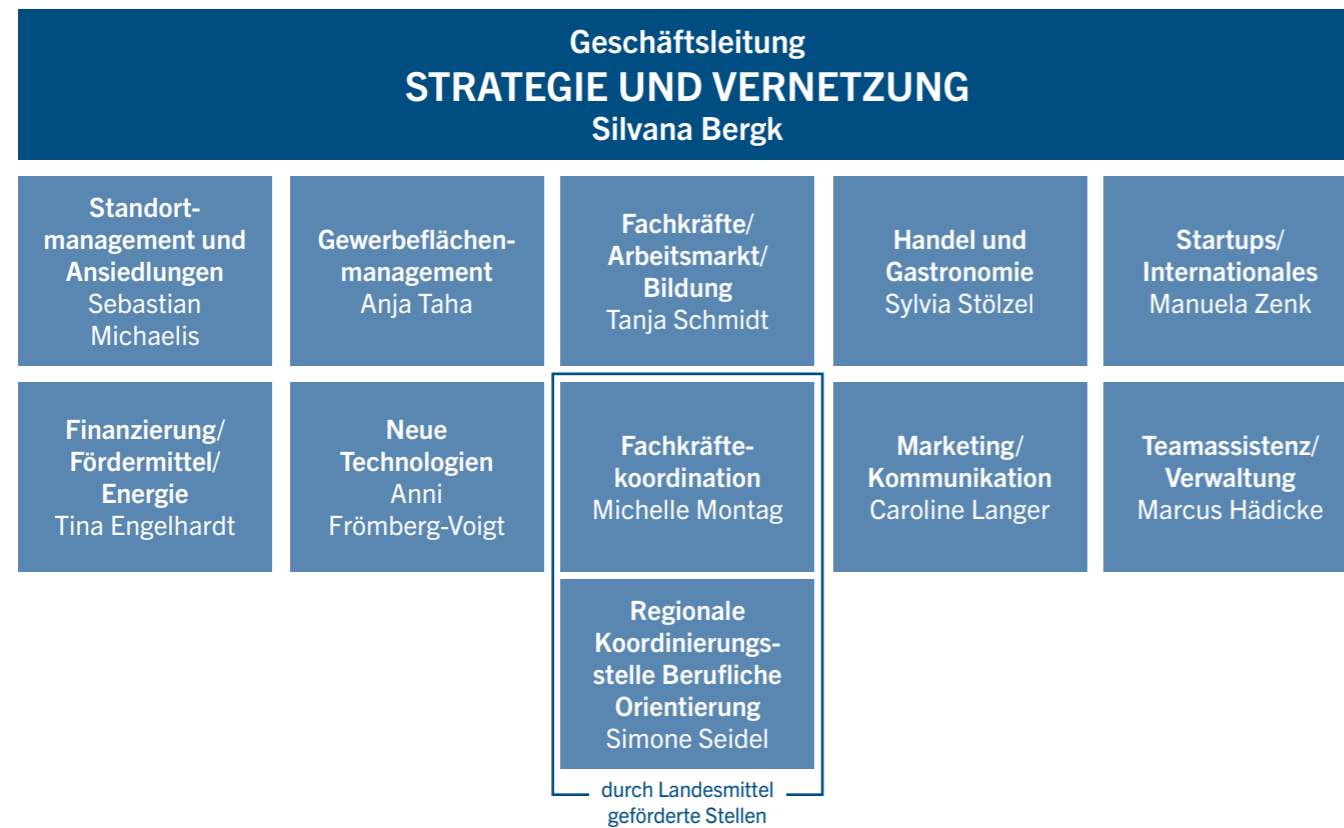 Geschäftsleitung
STRATEGIE UND VERNETZUNG
Silvana Bergk
Standort-
management und
Ansiedlungen
Sebastian
Michaelis
Gewerbeflächen-
management
Anja Taha
Fachkräfte/
Arbeitsmarkt/
Bildung
Tanja Schmidt
Handel und
Gastronomie
Sylvia Stölzel
Startups/
Internationales
Manuela Zenk
Finanzierung/
Fördermittel/
Energie
Tina Engelhardt
Neue
Technologien
Anni
Frömberg-Voigt
Fachkräfte-
koordination
Michelle Montag
Marketing/
Kommunikation
Caroline Langer
Teamassistenz/
Verwaltung
Marcus Hädicke
Regionale
Koordinierungs-
stelle Berufliche
Orientierung
Simone Seidel
durch Landesmittel
geförderte Stellen